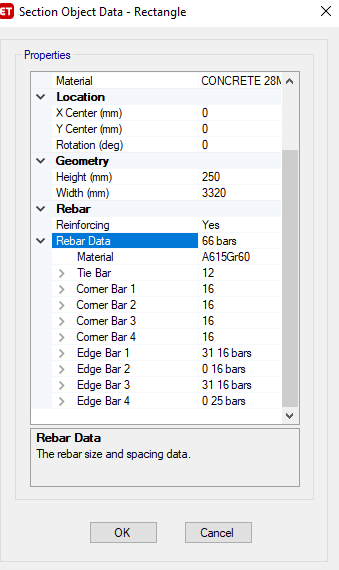 ET Section Object Data - Rectangle
Properties
Material CONCRETE 28M
Location
X Center (mm) 0
Y Center (mm) 0
Rotation (deg) 0
Geometry
Height (mm) 250
Width (mm) 3320
Rebar
Reinforcing Yes
Rebar Data 66 bars
Material A615Gr60
Tie Bar 12
Corner Bar 1 16
Corner Bar 2 16
Corner Bar 3 16
Corner Bar 4 16
Edge Bar 1 31 16 bars
Edge Bar 2 0 16 bars
Edge Bar 3 31 16 bars
Edge Bar 4 0 25 bars
Rebar Data
The rebar size and spacing data.
OK Cancel